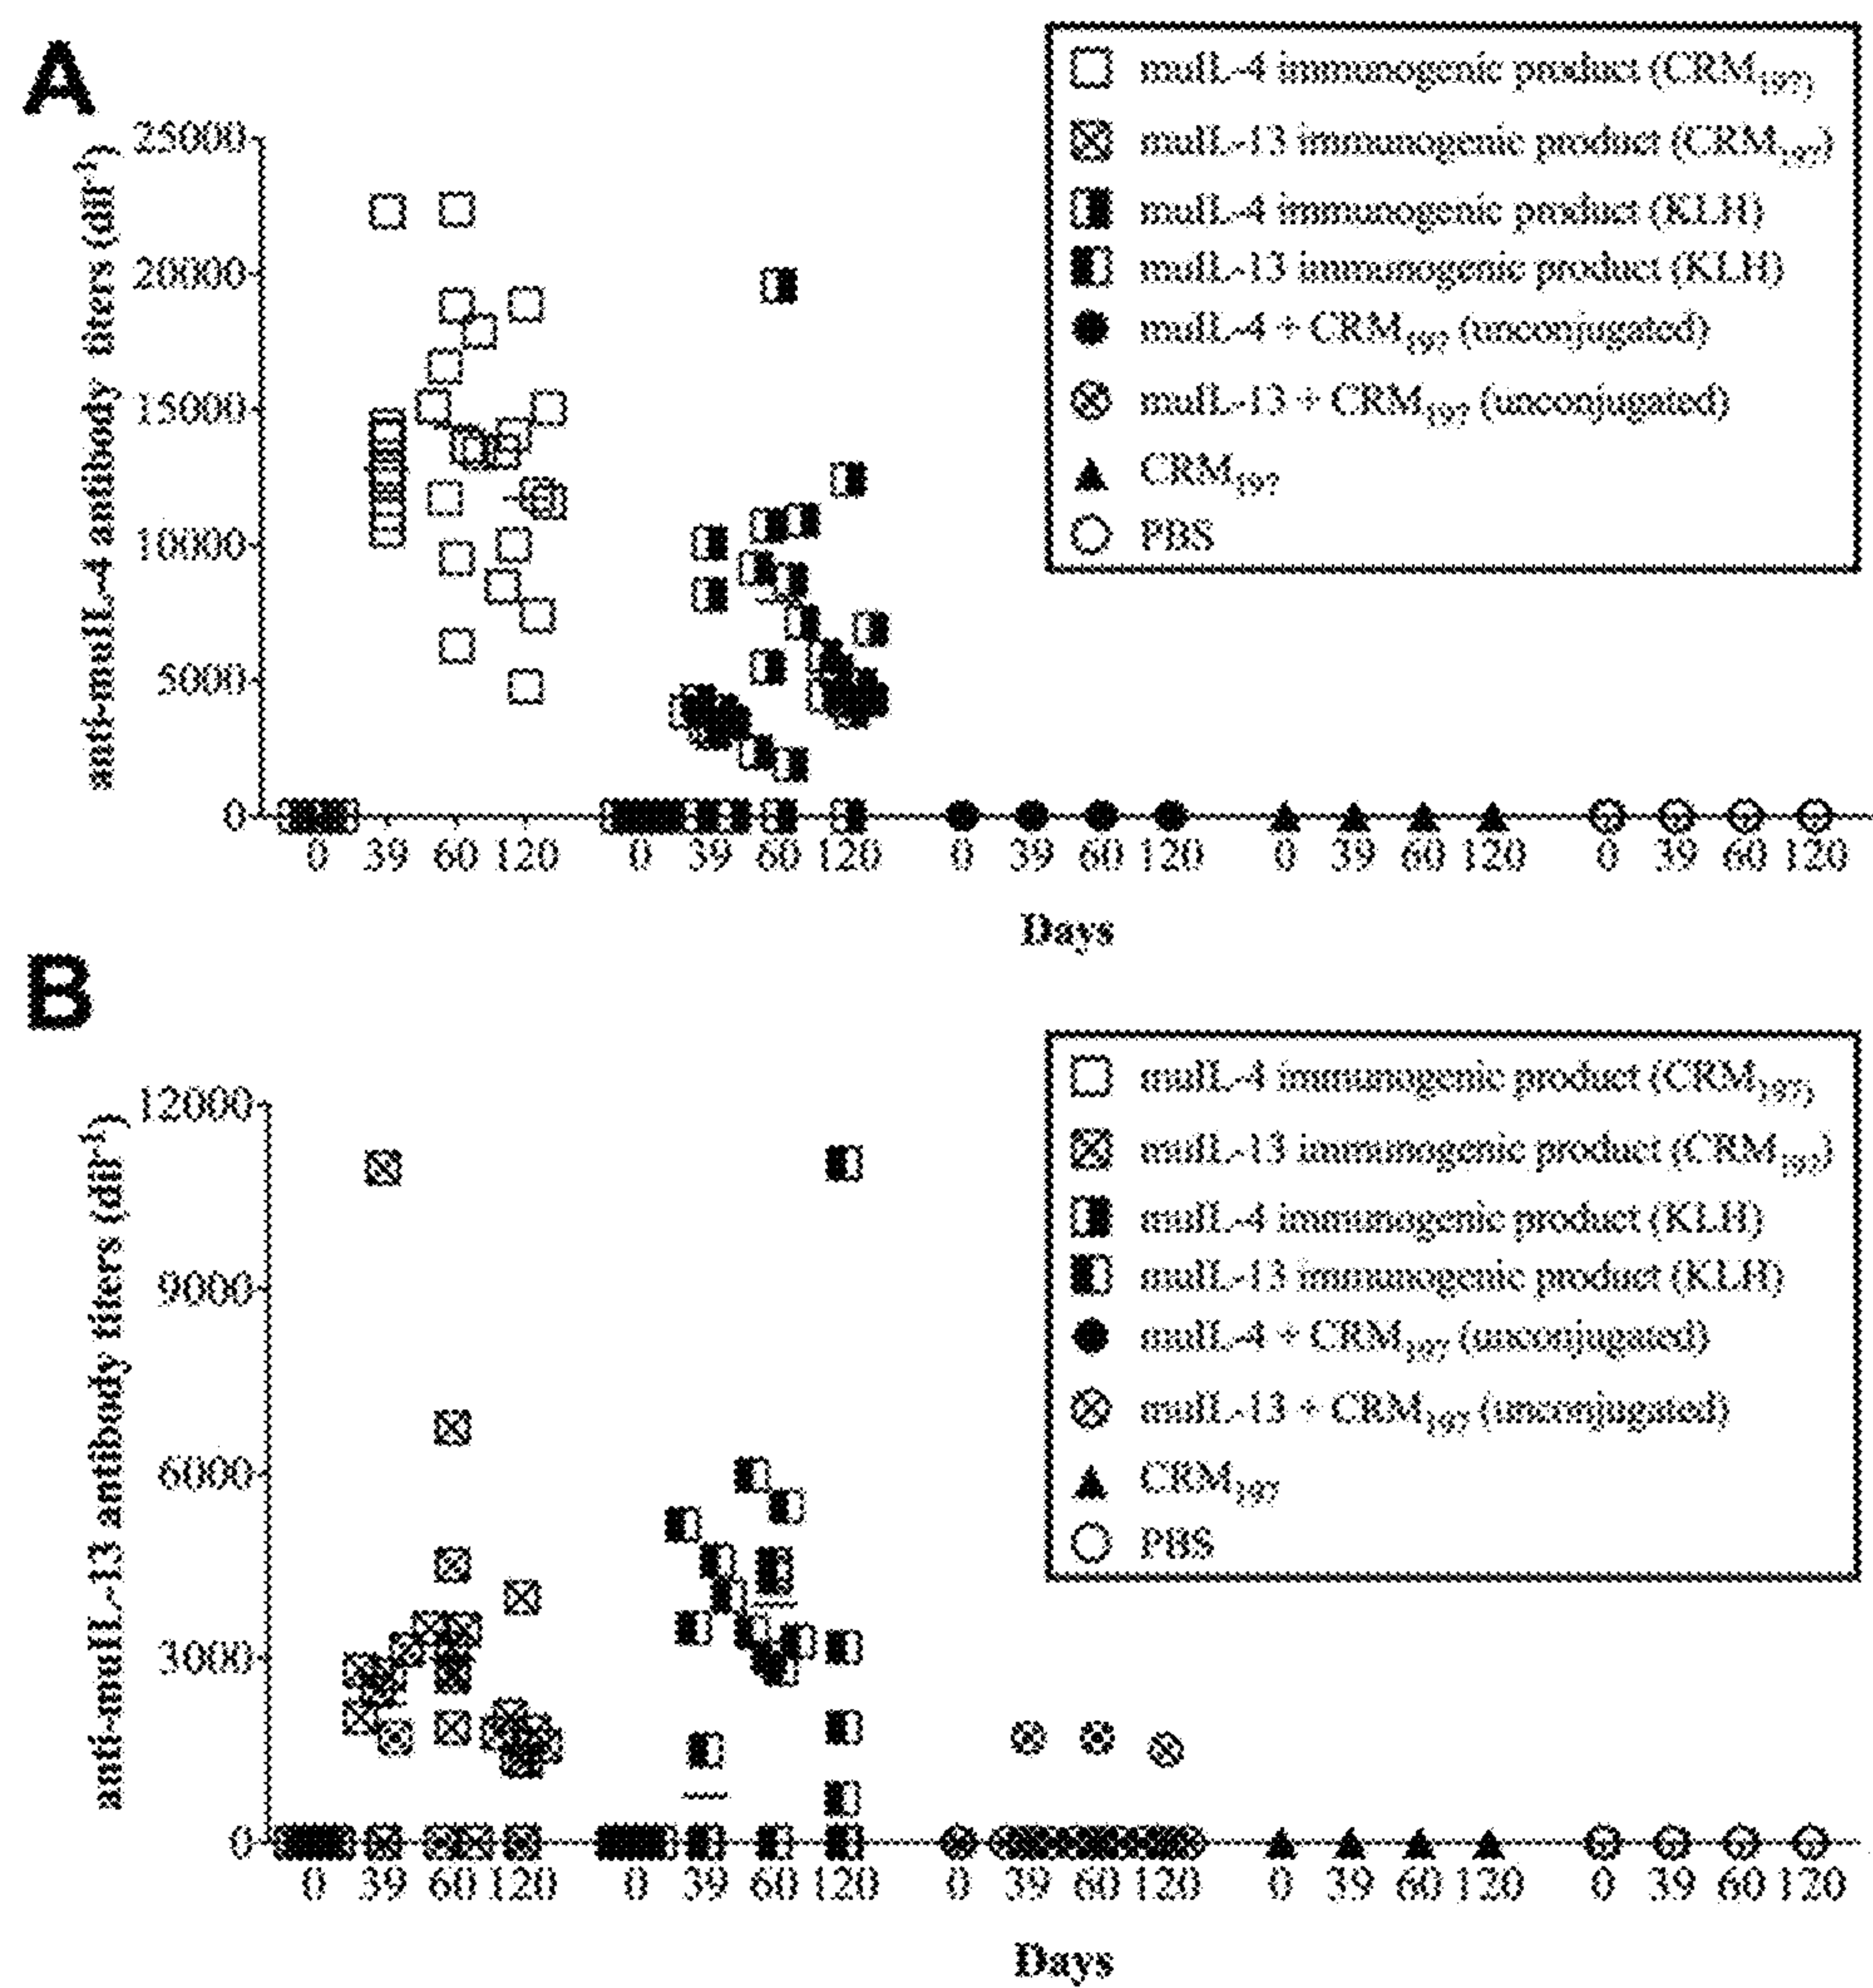 A
anti-muIL-4 antibody titers (dil⁻¹)
25000
20000
15000
10000
5000
0
muIL-4 immunogenic product (CRM₁₉₇)
muIL-13 immunogenic product (CRM₁₉₇)
muIL-4 immunogenic product (KLH)
muIL-13 immunogenic product (KLH)
muIL-4 + CRM₁₉₇ (unconjugated)
muIL-13 + CRM₁₉₇ (unconjugated)
CRM₁₉₇
PBS
0 39 60 120 0 39 60 120 0 39 60 120 0 39 60 120 0 39 60 120
Days
B
anti-muIL-13 antibody titers (dil⁻¹)
12000
9000
6000
3000
0
muIL-4 immunogenic product (CRM₁₉₇)
muIL-13 immunogenic product (CRM₁₉₇)
muIL-4 immunogenic product (KLH)
muIL-13 immunogenic product (KLH)
muIL-4 + CRM₁₉₇ (unconjugated)
muIL-13 + CRM₁₉₇ (unconjugated)
CRM₁₉₇
PBS
0 39 60 120 0 39 60 120 0 39 60 120 0 39 60 120 0 39 60 120
Days